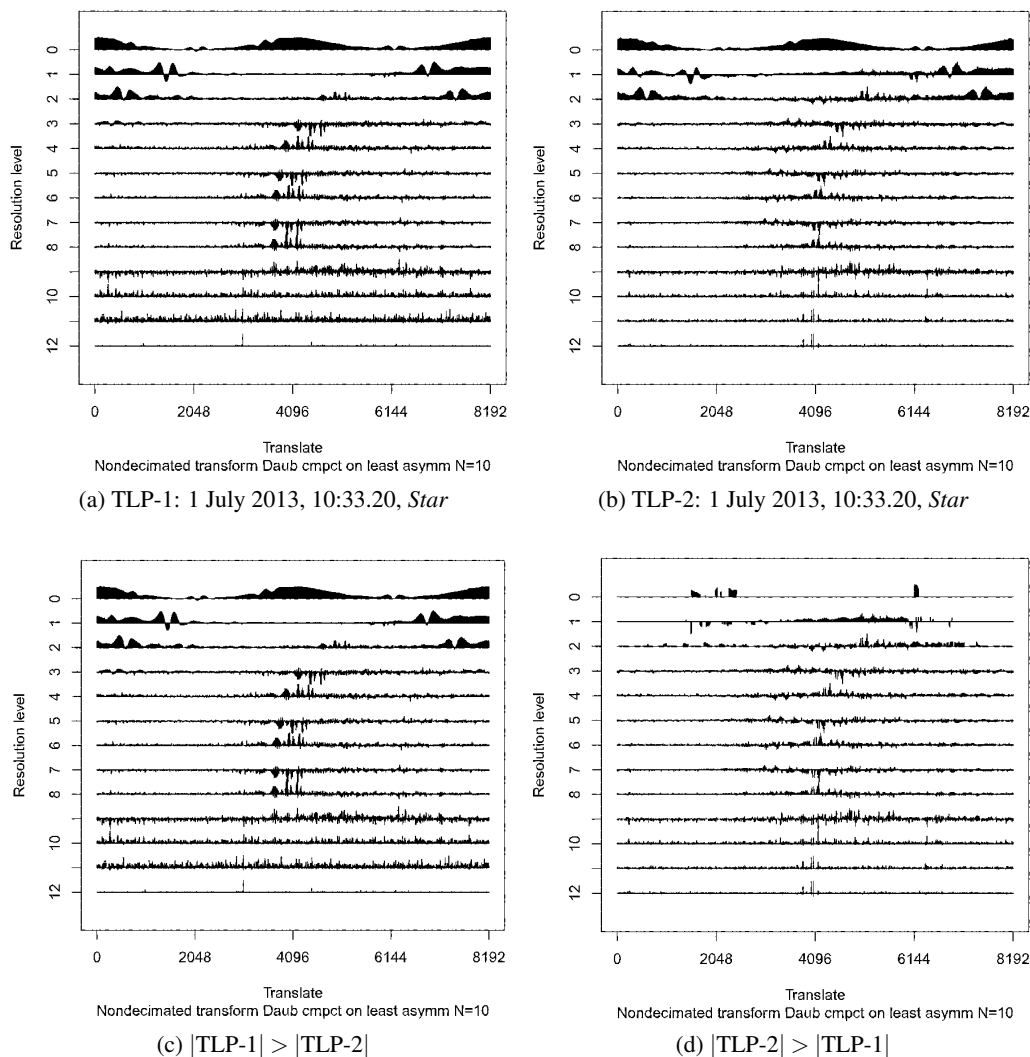 Resolution level
0
1
2
3
4
5
6
7
8
10
12
0 2048 4096 6144 8192
Translate
Nondecimated transform Daub cmpct on least asymm N=10
(a) TLP-1: 1 July 2013, 10:33.20, Star
Resolution level
0
1
2
3
4
5
6
7
8
10
12
0 2048 4096 6144 8192
Translate
Nondecimated transform Daub cmpct on least asymm N=10
(b) TLP-2: 1 July 2013, 10:33.20, Star
Resolution level
0
1
2
3
4
5
6
7
8
10
12
0 2048 4096 6144 8192
Translate
Nondecimated transform Daub cmpct on least asymm N=10
(c) |TLP-1| > |TLP-2|
Resolution level
0
1
2
3
4
5
6
7
8
10
12
0 2048 4096 6144 8192
Translate
Nondecimated transform Daub cmpct on least asymm N=10
(d) |TLP-2| > |TLP-1|